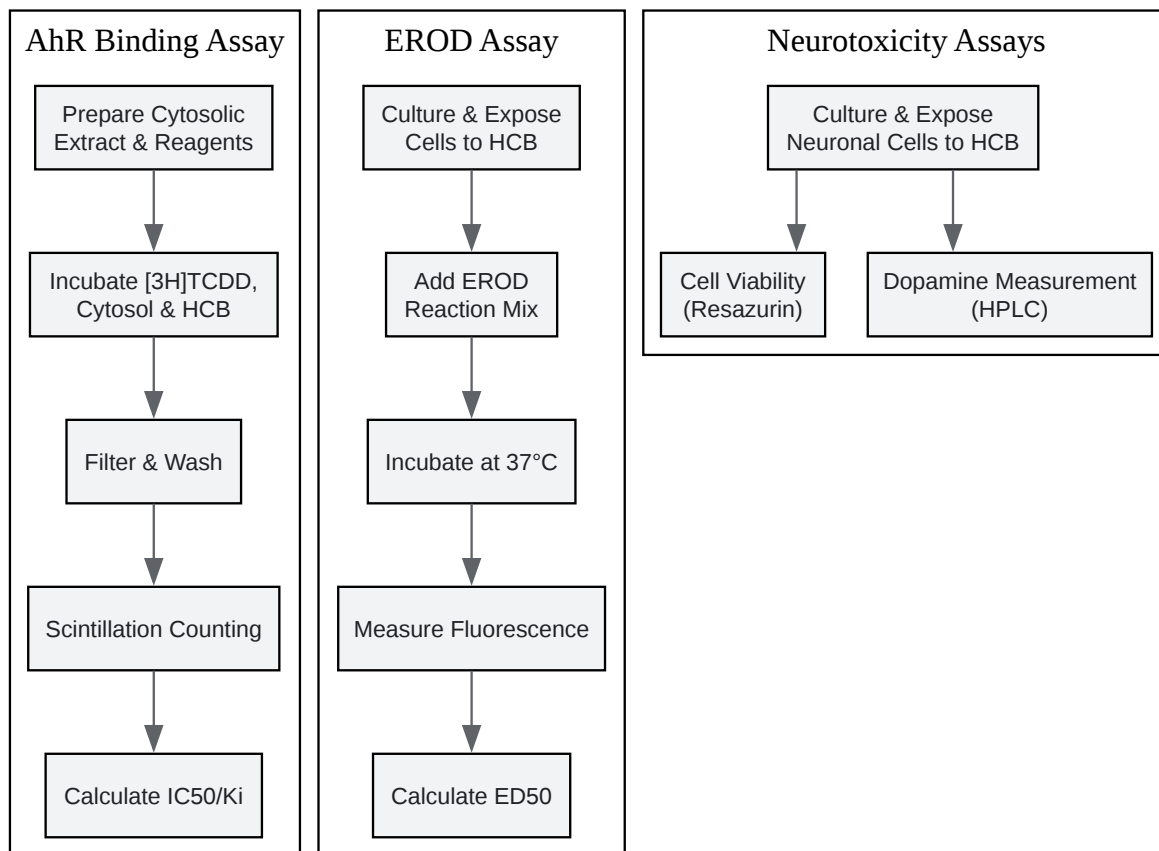 AhR Binding Assay
Prepare Cytosolic
Extract & Reagents
Incubate [3H]TCDD,
Cytosol & HCB
Filter & Wash
Scintillation Counting
Calculate IC50/Ki
EROD Assay
Culture & Expose
Cells to HCB
Add EROD
Reaction Mix
Incubate at 37°C
Measure Fluorescence
Calculate ED50
Neurotoxicity Assays
Culture & Expose
Neuronal Cells to HCB
Cell Viability
(Resazurin)
Dopamine Measurement
(HPLC)